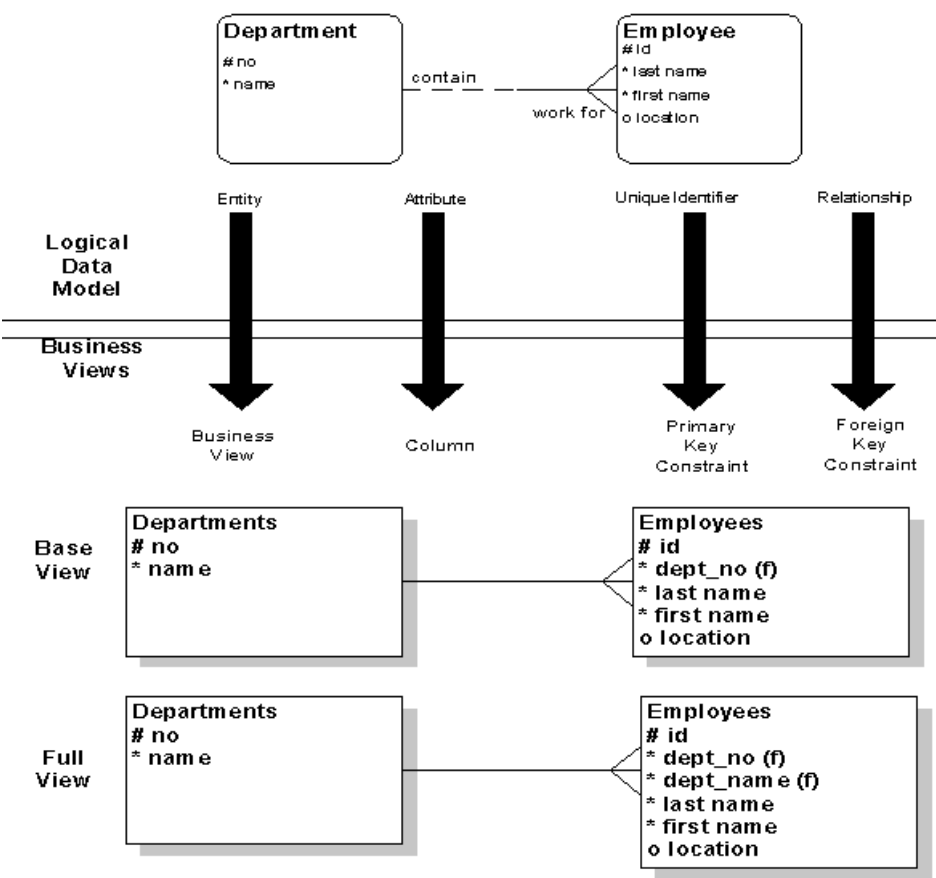 Department
# no
* name
contain
work for
Employee
# id
* last name
* first name
o location
Entity
Attribute
Unique Identifier
Relationship
Logical
Data
Model
Business
Views
Business
View
Column
Primary
Key
Constraint
Foreign
Key
Constraint
Base
View
Departments
# no
* name
Employees
# id
* dept_no (f)
* last name
* first name
o location
Full
View
Departments
# no
* name
Employees
# id
* dept_no (f)
* dept_name (f)
* last name
* first name
o location